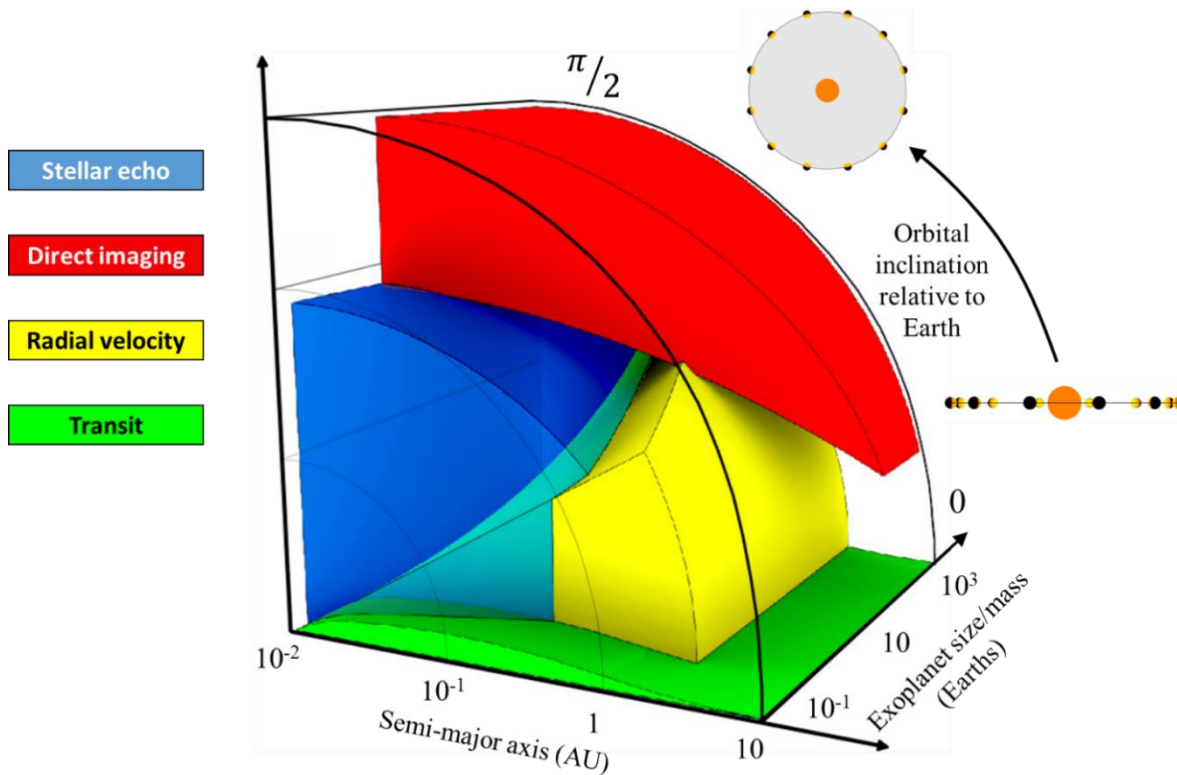 π/2
Stellar echo
Direct imaging
Radial velocity
Transit
Orbital
inclination
relative to
Earth
0
10³
10
10⁻¹
Exoplanet size/mass
(Earths)
10⁻²
10⁻¹
1
10
Semi-major axis (AU)